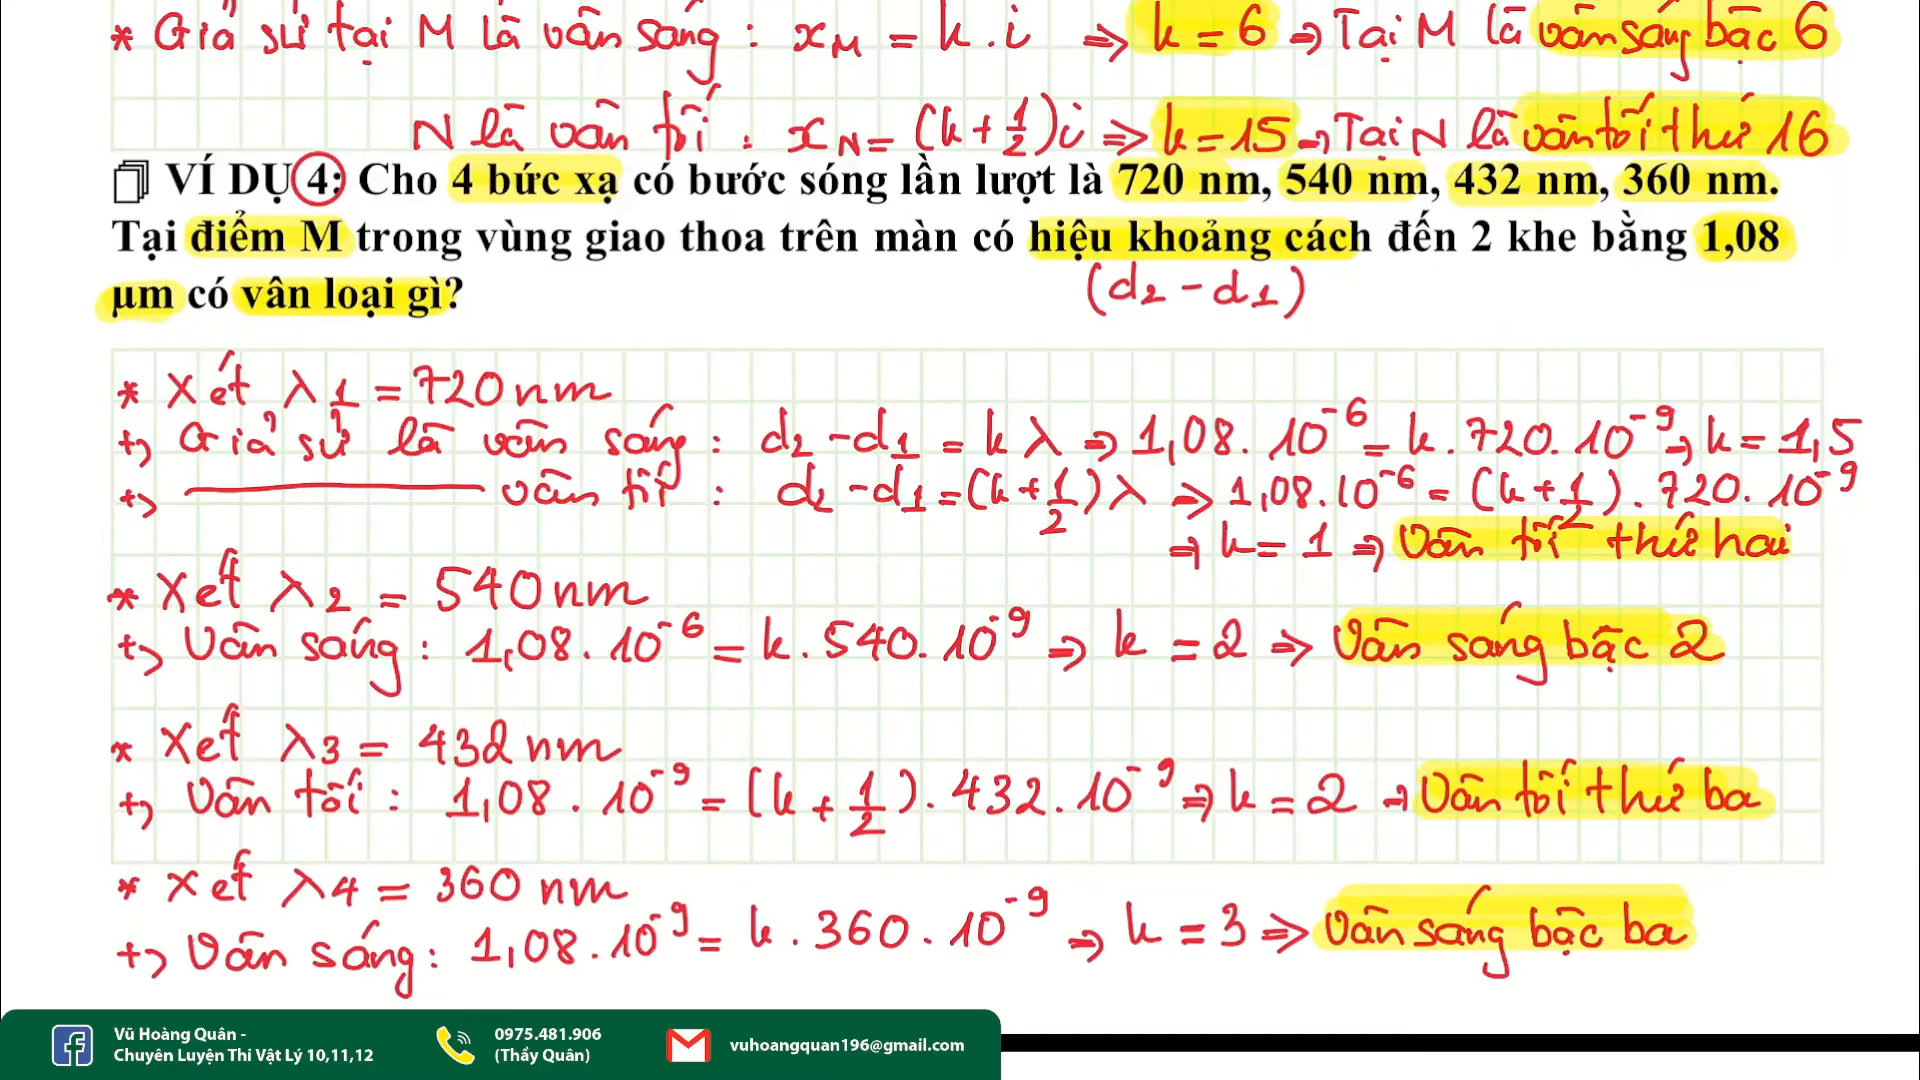 * Giả sử tại M là vân sáng : xM = k . i => k = 6 => Tại M là vân sáng bậc 6
N là vân tối : xN = (k + 1/2) i => k = 15 => Tại N là vân tối thứ 16
VÍ DỤ 4: Cho 4 bức xạ có bước sóng lần lượt là 720 nm, 540 nm, 432 nm, 360 nm.
Tại điểm M trong vùng giao thoa trên màn có hiệu khoảng cách đến 2 khe bằng 1,08
µm có vân loại gì?
(d2 - d1)
* Xét λ1 = 720 nm
+) Giả sử là vân sáng : d2 - d1 = k λ => 1,08 . 10^-6 = k . 720 . 10^-9 => k = 1,5
+) ——— vân tối : d2 - d1 = (k + 1/2) λ => 1,08 . 10^-6 = (k + 1/2) . 720 . 10^-9
=> k = 1 => Vân tối thứ hai
* Xét λ2 = 540 nm
+) Vân sáng : 1,08 . 10^-6 = k . 540 . 10^-9 => k = 2 => Vân sáng bậc 2
* Xét λ3 = 432 nm
+) Vân tối : 1,08 . 10^-9 = (k + 1/2) . 432 . 10^-9 => k = 2 => Vân tối thứ ba
* Xét λ4 = 360 nm
+) Vân sáng : 1,08 . 10^-9 = k . 360 . 10^-9 => k = 3 => Vân sáng bậc ba
Vũ Hoàng Quân -
Chuyên Luyện Thi Vật Lý 10,11,12
0975.481.906
(Thầy Quân)
vuhoangquan196@gmail.com